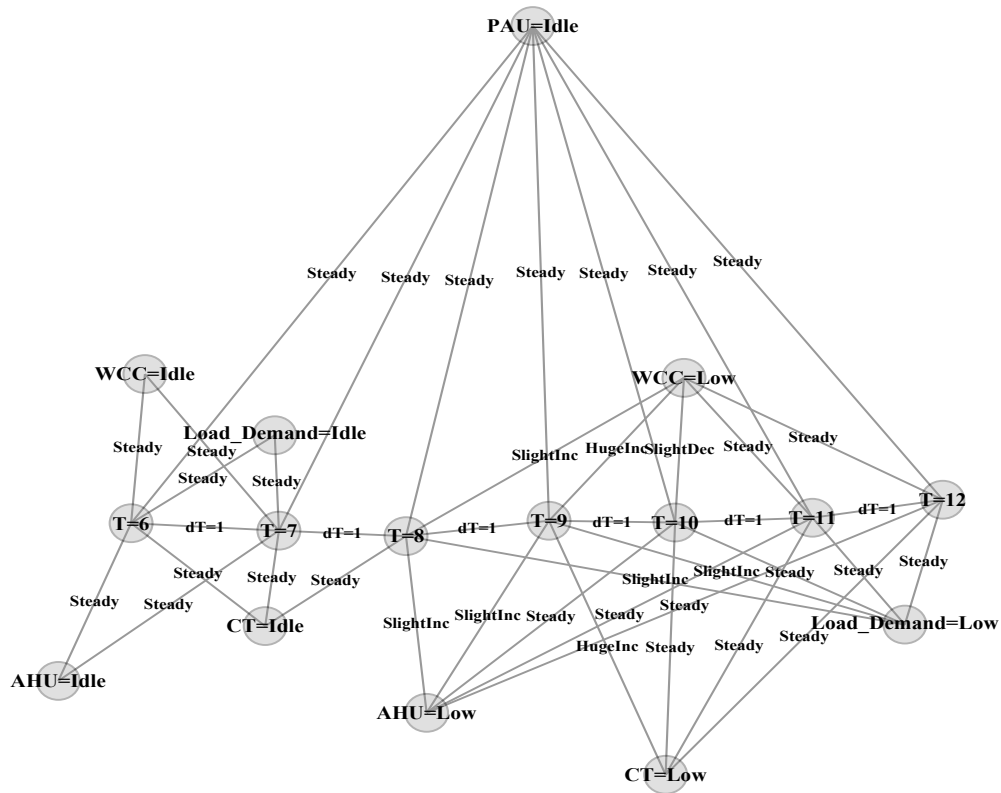 PAU=Idle
Steady Steady Steady Steady Steady Steady Steady
WCC=Idle
WCC=Low
Load_Demand=Idle
Steady Steady SlightInc HugeInc SlightDec Steady Steady
Steady Steady
T=6 dT=1 T=7 dT=1 T=8 dT=1 T=9 dT=1 T=10 dT=1 T=11 dT=1 T=12
Steady Steady Steady SlightInc SlightInc Steady Steady
Steady Steady SlightInc SlightInc Steady Steady Steady
CT=Idle
Load_Demand=Low
HugeInc Steady Steady Steady
AHU=Idle
AHU=Low
CT=Low